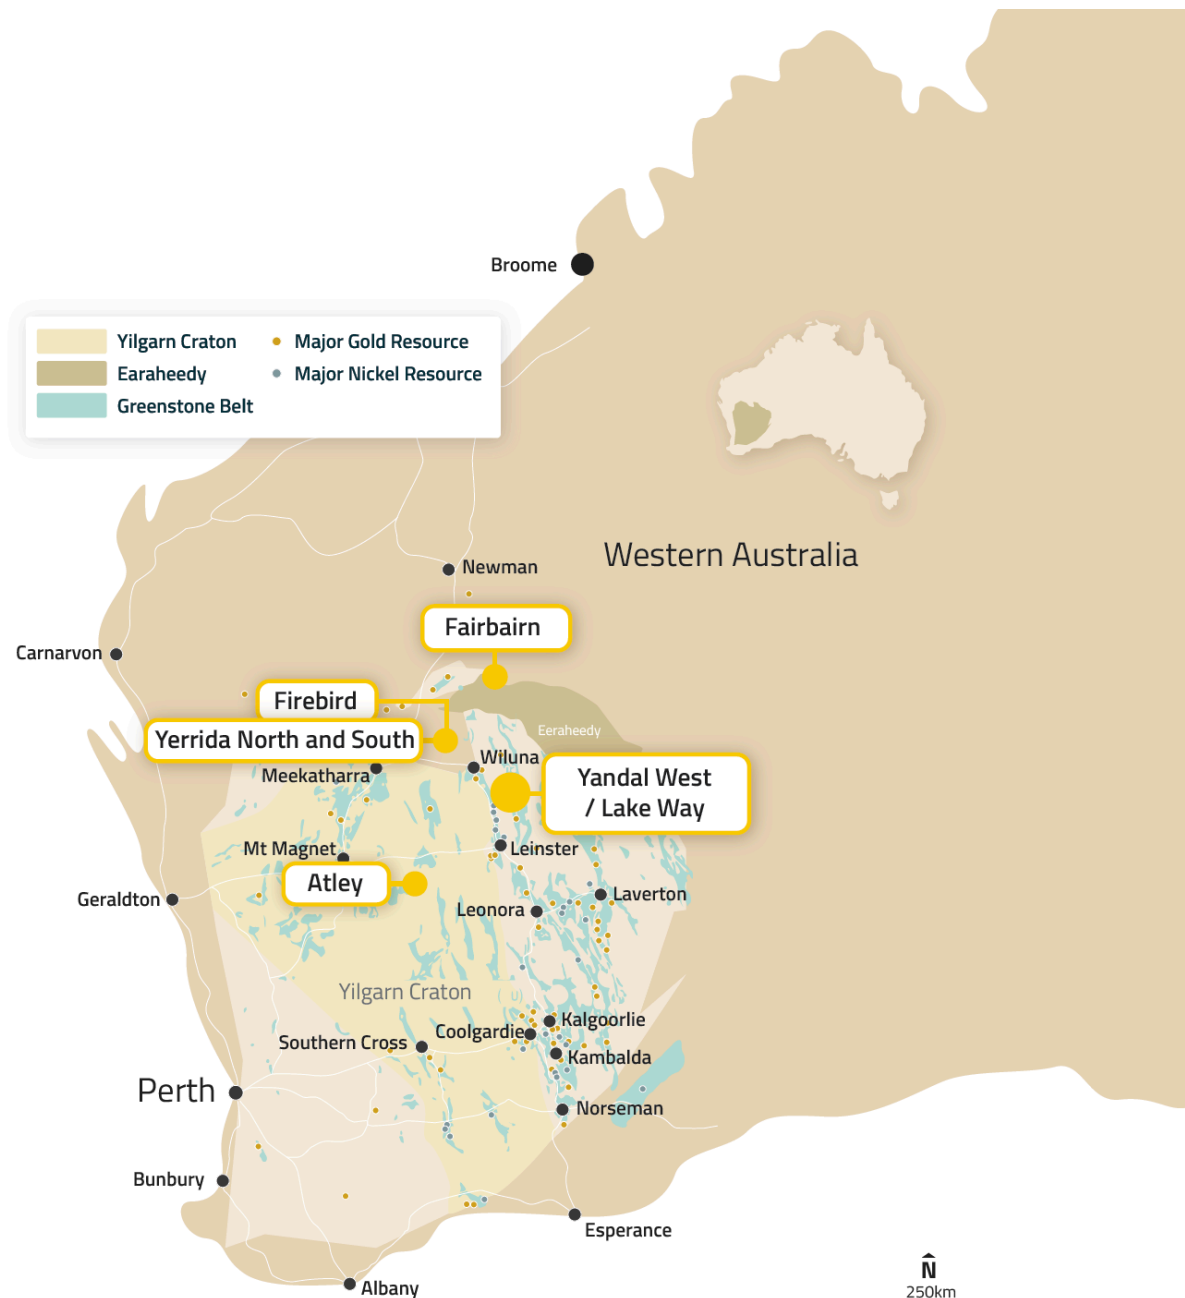 Broome
Yilgarn Craton
Major Gold Resource
Earaheedy
Major Nickel Resource
Greenstone Belt
Western Australia
Newman
Fairbairn
Carnarvon
Firebird
Eeraheedy
Yerrida North and South
Wiluna
Meekatharra
Yandal West
/ Lake Way
Mt Magnet
Leinster
Atley
Laverton
Geraldton
Leonora
Yilgarn Craton
Kalgoorlie
Coolgardie
Southern Cross
Kambalda
Perth
Norseman
Bunbury
Esperance
N
Albany
250km